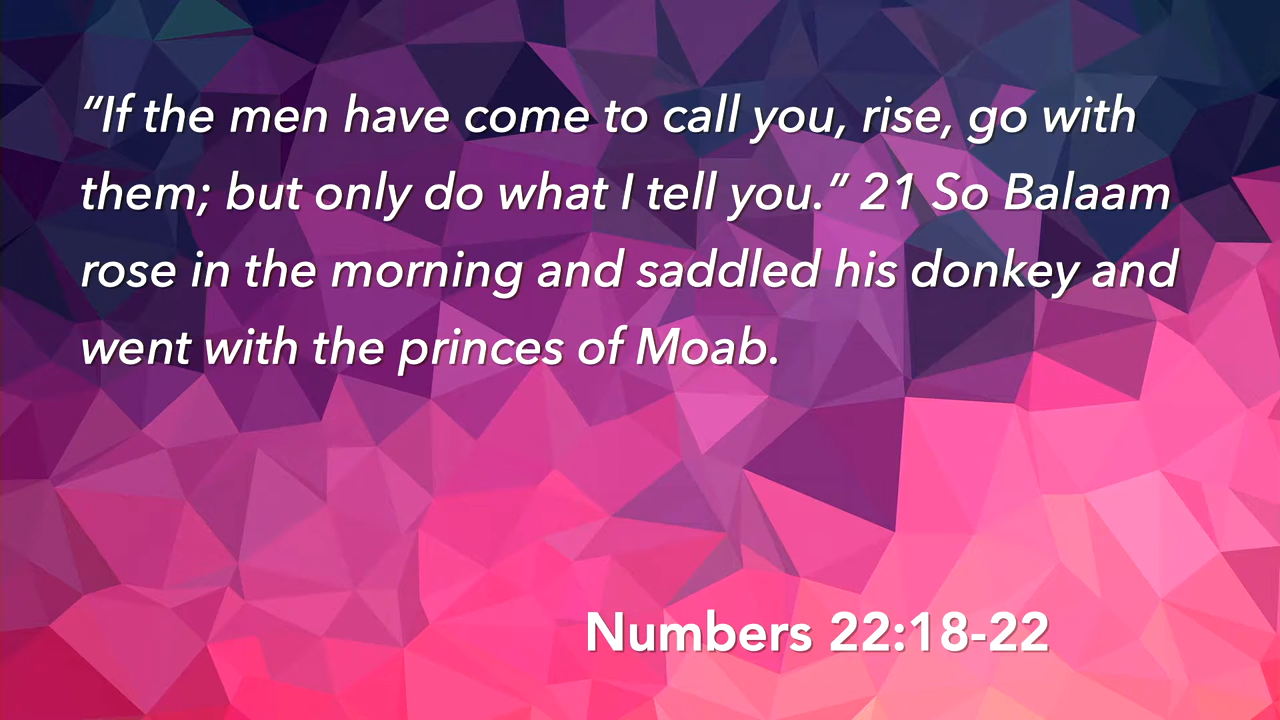 “If the men have come to call you, rise, go with
them; but only do what I tell you.” 21 So Balaam
rose in the morning and saddled his donkey and
went with the princes of Moab.
Numbers 22:18-22